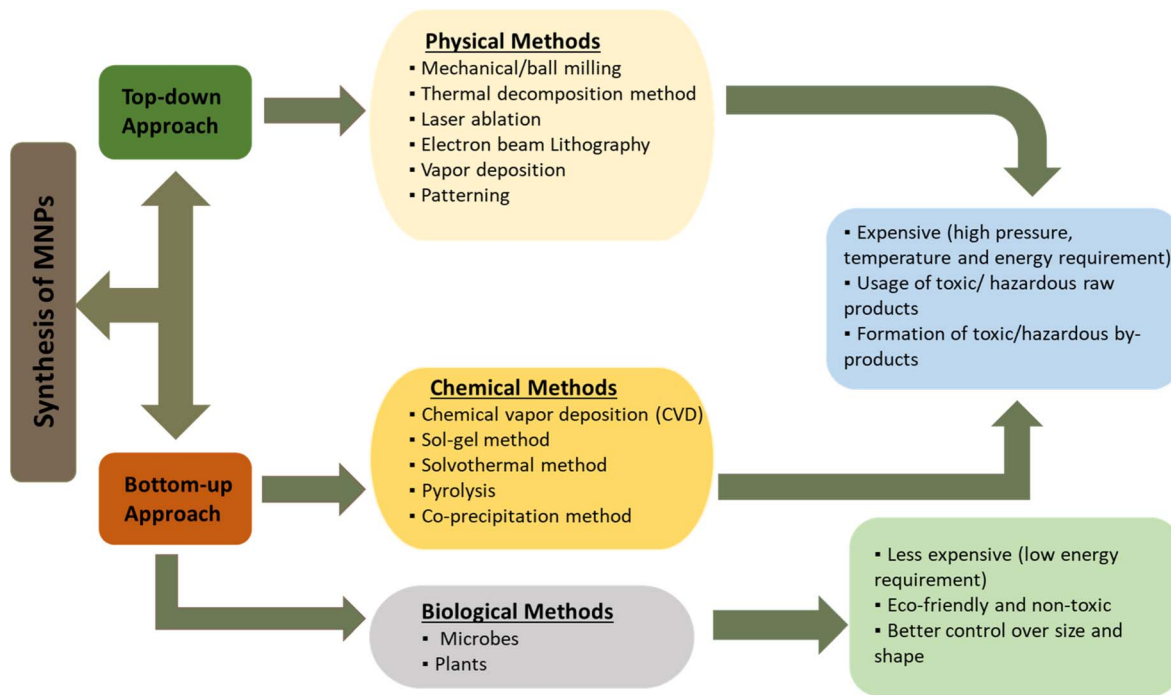 Synthesis of MNPs
Top-down
Approach
Physical Methods
▪ Mechanical/ball milling
▪ Thermal decomposition method
▪ Laser ablation
▪ Electron beam Lithography
▪ Vapor deposition
▪ Patterning
▪ Expensive (high pressure,
temperature and energy requirement)
▪ Usage of toxic/ hazardous raw
products
▪ Formation of toxic/hazardous by-
products
Bottom-up
Approach
Chemical Methods
▪ Chemical vapor deposition (CVD)
▪ Sol-gel method
▪ Solvothermal method
▪ Pyrolysis
▪ Co-precipitation method
Biological Methods
▪ Microbes
▪ Plants
▪ Less expensive (low energy
requirement)
▪ Eco-friendly and non-toxic
▪ Better control over size and
shape